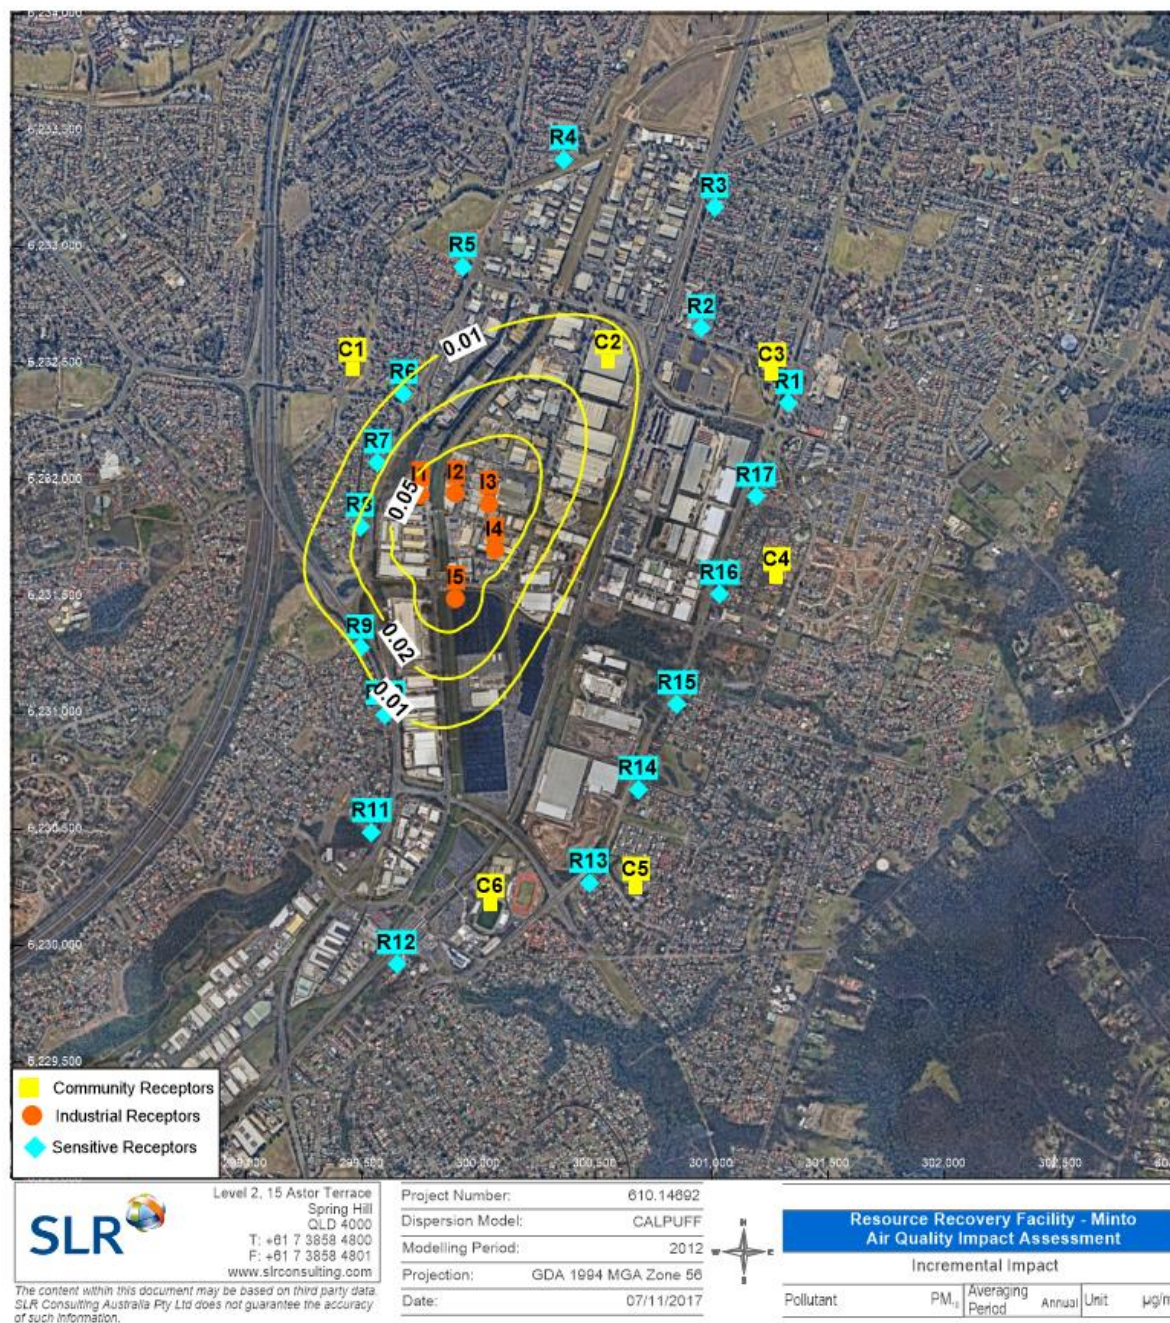 6,234,000
6,233,500
R4
R3
6,233,000
R5
R2
0.01
C2
6,232,500
C1
C3
R6
R1
R7
6,232,000
I1
I2
I3
R17
0.05
R8
I4
R16
C4
6,231,500
I5
R9
0.02
R15
0.01
6,231,000
R14
R11
6,230,500
R13
C5
C6
R12
6,230,000
6,229,500
Community Receptors
Industrial Receptors
Sensitive Receptors
299,500
300,000
300,500
301,000
301,500
302,000
SLR
Level 2, 15 Astor Terrace
Spring Hill
QLD 4000
T: +61 7 3858 4800
F: +61 7 3858 4801
www.slrconsulting.com
The content within this document may be based on third party data.
SLR Consulting Australia Pty Ltd does not guarantee the accuracy
of such information.
Project Number: 610.14692
Dispersion Model: CALPUFF
Modelling Period: 2012
Projection: GDA 1994 MGA Zone 56
Date: 07/11/2017
N
W E
S
Resource Recovery Facility - Minto
Air Quality Impact Assessment
Incremental Impact
Pollutant PM₁₀ Averaging Period Annual Unit